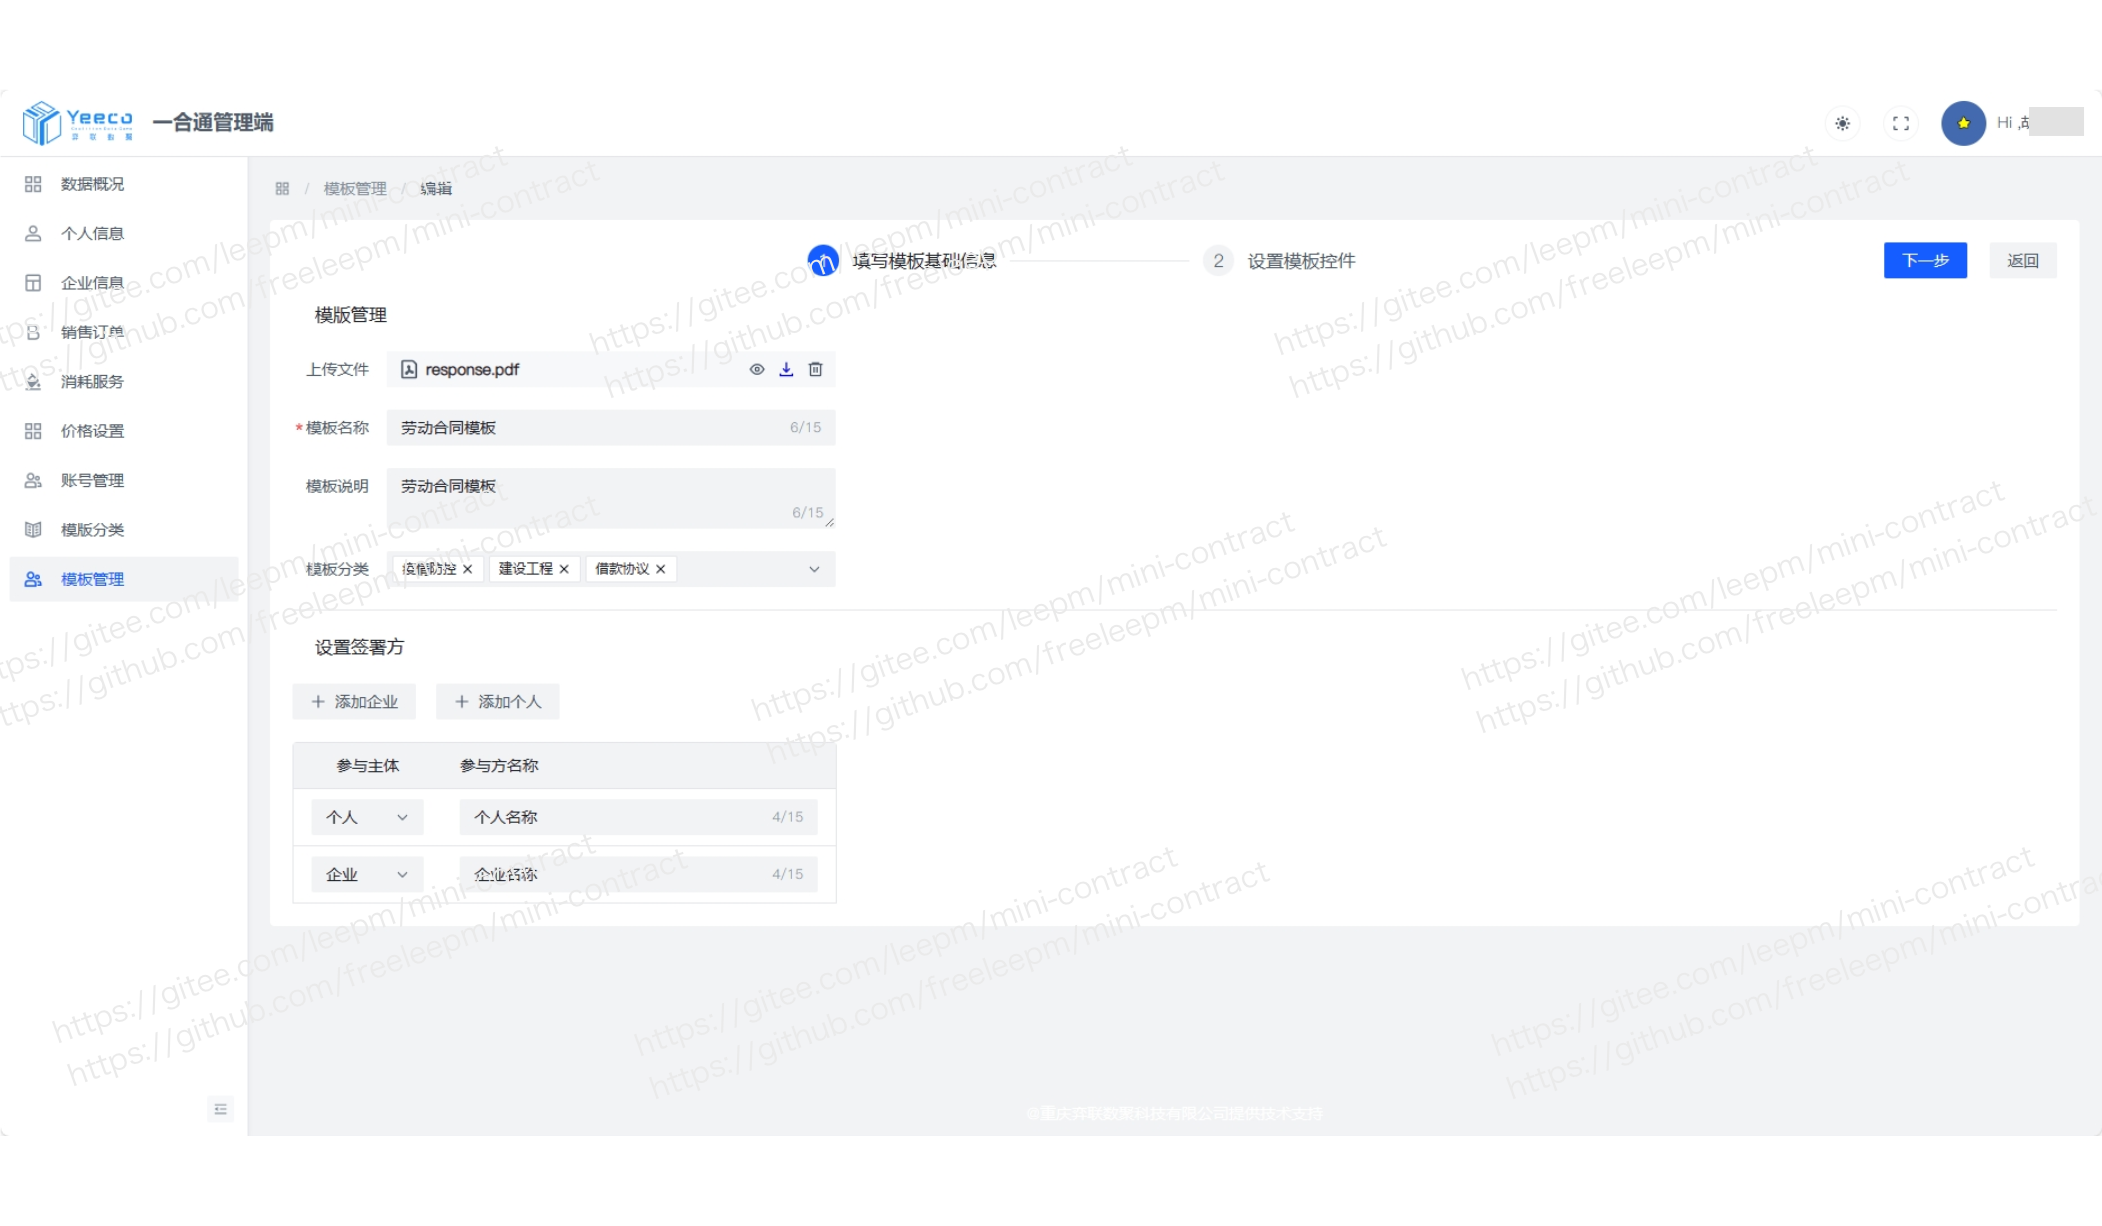 Yeeco
一合通管理端
Hi ,胡
数据概况
个人信息
企业信息
销售订单
消耗服务
价格设置
账号管理
模版分类
模板管理
/ 模板管理 / 编辑
填写模板基础信息
2 设置模板控件
下一步
返回
模版管理
上传文件 response.pdf
*模板名称 劳动合同模板 6/15
模板说明 劳动合同模板
6/15
模板分类 疫情防控 × 建设工程 × 借款协议 ×
设置签署方
+ 添加企业
+ 添加个人
参与主体 参与方名称
个人 个人名称 4/15
企业 企业名称 4/15
©重庆弈联数聚科技有限公司提供技术支持
https://gitee.com/leepm/mini-contract
https://github.com/freeleepm/mini-contract